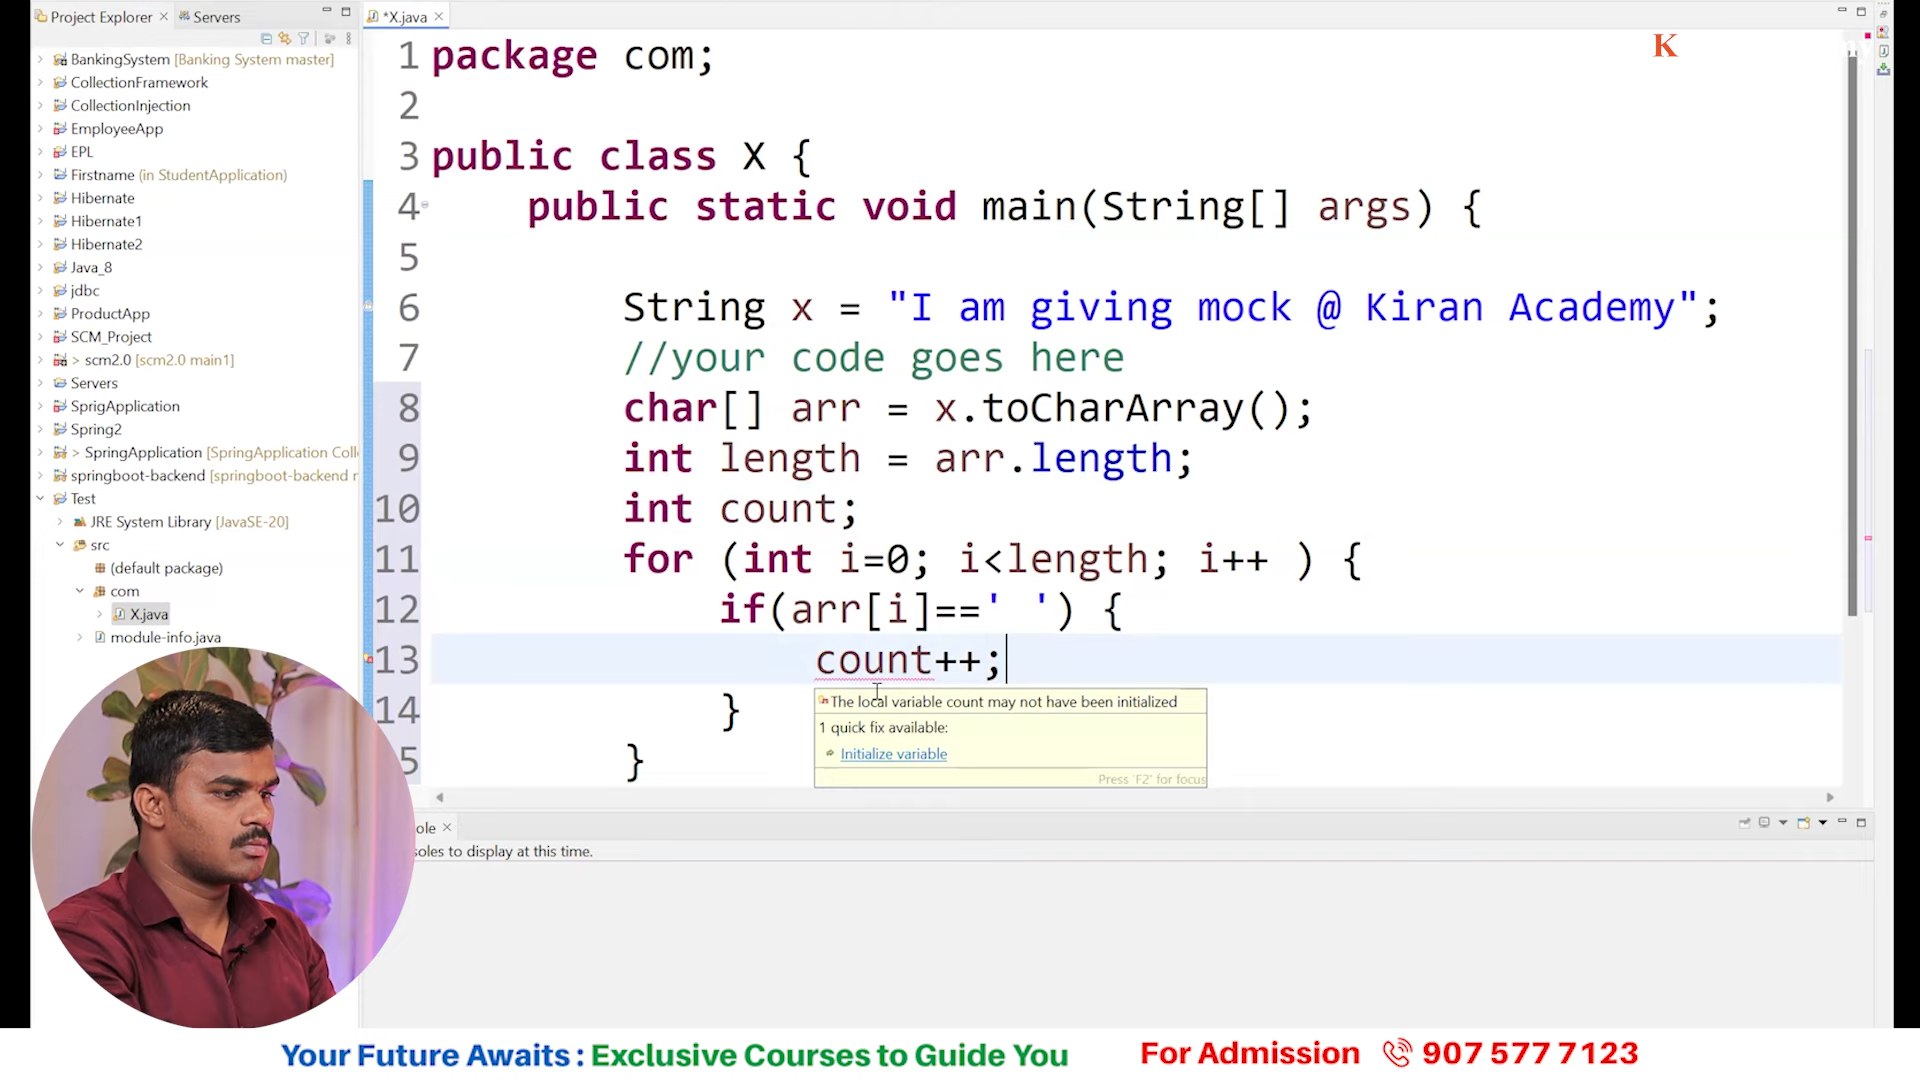 Project Explorer
Servers
*X.java
K
BankingSystem [Banking System master]
CollectionFramework
CollectionInjection
EmployeeApp
EPL
Firstname (in StudentApplication)
Hibernate
Hibernate1
Hibernate2
Java_8
jdbc
ProductApp
SCM_Project
> scm2.0 [scm2.0 main1]
Servers
SprigApplication
Spring2
> SpringApplication [SpringApplication Colle
springboot-backend [springboot-backend r
Test
JRE System Library [JavaSE-20]
src
(default package)
com
X.java
module-info.java
1 package com;
2
3 public class X {
4 public static void main(String[] args) {
5
6 String x = "I am giving mock @ Kiran Academy";
7 //your code goes here
8 char[] arr = x.toCharArray();
9 int length = arr.length;
10 int count;
11 for (int i=0; i<length; i++ ) {
12 if(arr[i]==' ') {
13 count++;
14 }
5 }
The local variable count may not have been initialized
1 quick fix available:
Initialize variable
Press 'F2' for focus
ole
soles to display at this time.
Your Future Awaits : Exclusive Courses to Guide You
For Admission 907 577 7123